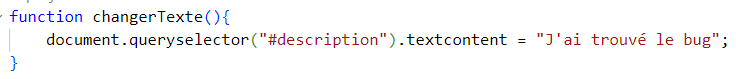 function changerTexte(){
document.queryselector("#description").textcontent = "J'ai trouvé le bug";
}